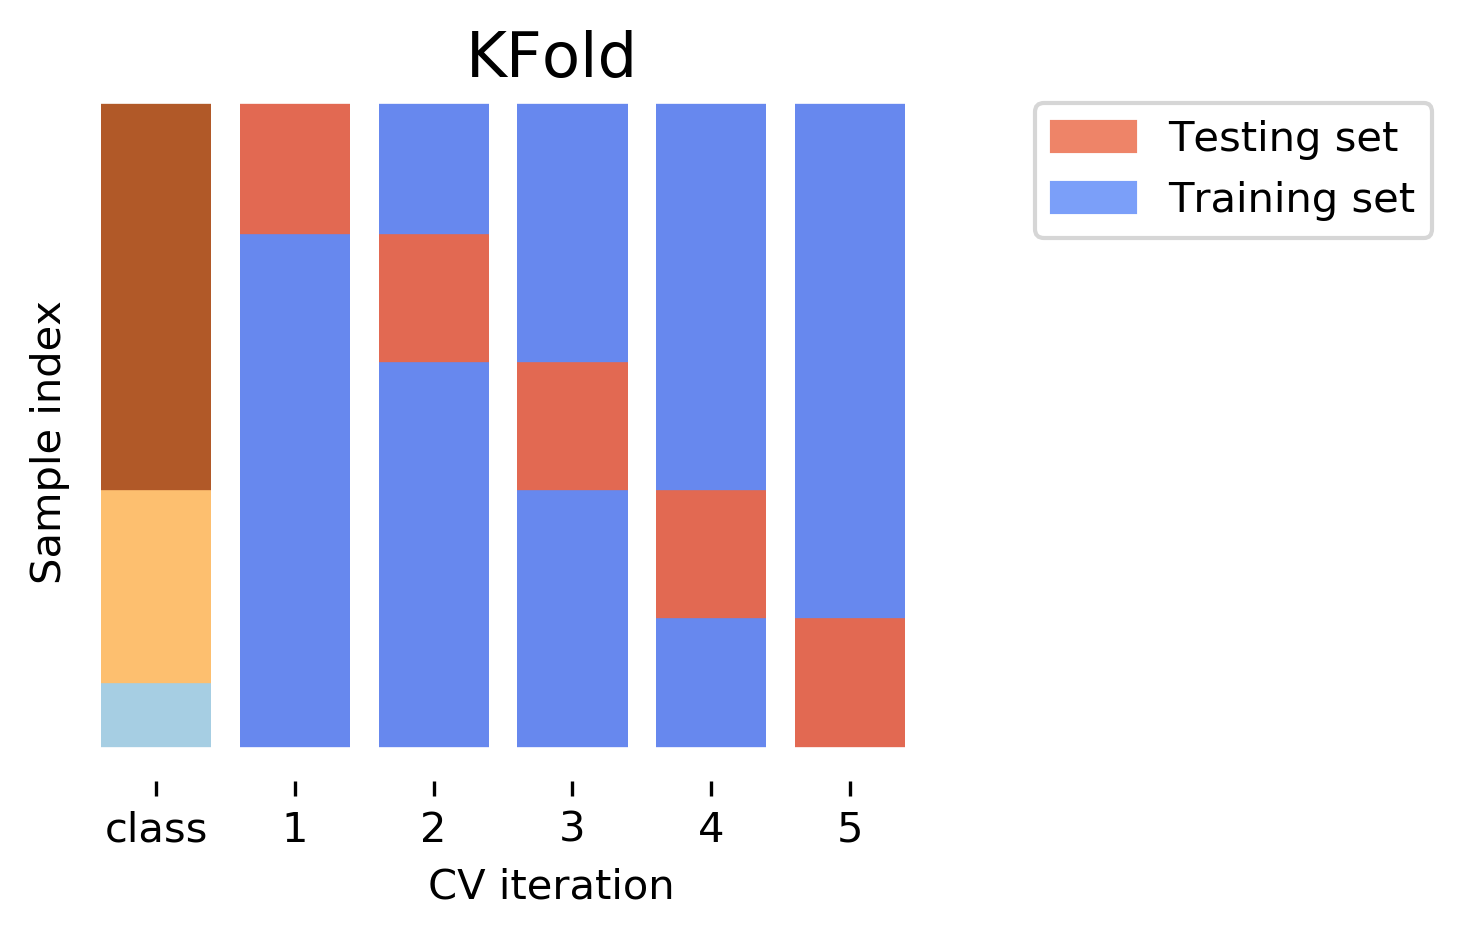 KFold
Testing set
Training set
Sample index
class 1 2 3 4 5
CV iteration